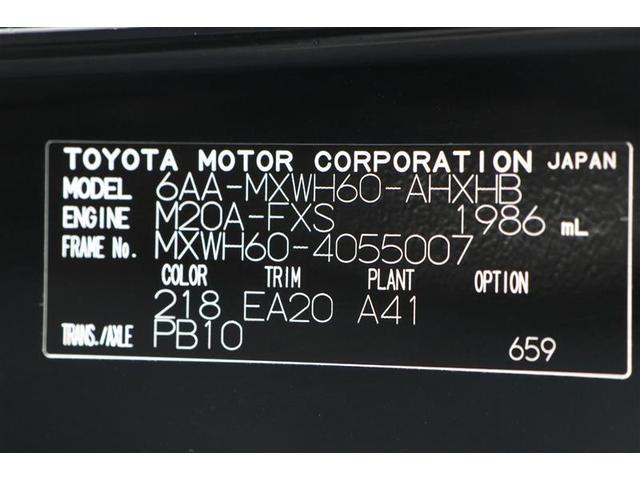 TOYOTA MOTOR CORPORATION JAPAN
MODEL 6AA-MXWH60-AHXHB
ENGINE M20A-FXS 1986 mL
FRAME No. MXWH60-4055007
COLOR TRIM PLANT OPTION
218 EA20 A41
TRANS./AXLE PB10
659